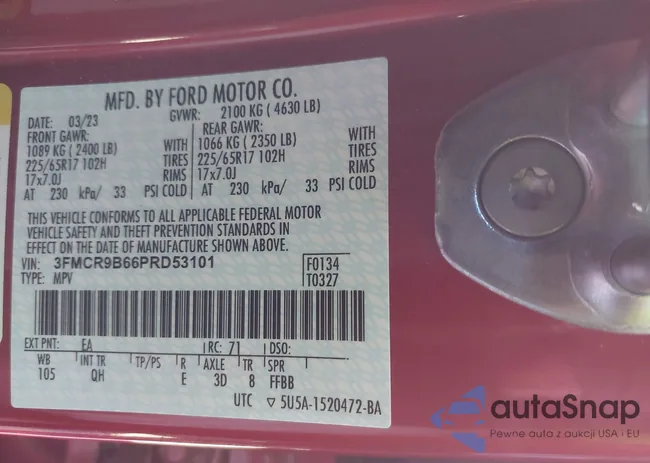 MFD. BY FORD MOTOR CO.
DATE: 03/23 GVWR: 2100 KG ( 4630 LB)
FRONT GAWR: REAR GAWR:
1089 KG ( 2400 LB) WITH 1066 KG ( 2350 LB) WITH
225/65R17 102H TIRES 225/65R17 102H TIRES
17x7.0J RIMS 17x7.0J RIMS
AT 230 kPa/ 33 PSI COLD AT 230 kPa/ 33 PSI COLD
THIS VEHICLE CONFORMS TO ALL APPLICABLE FEDERAL MOTOR
VEHICLE SAFETY AND THEFT PREVENTION STANDARDS IN
EFFECT ON THE DATE OF MANUFACTURE SHOWN ABOVE.
VIN: 3FMCR9B66PRD53101 F0134
TYPE: MPV T0327
EXT PNT: EA RC: 71 DSO:
WB INT TR TP/PS R AXLE TR SPR
105 QH E 3D 8 FFBB
UTC ▽ 5U5A-1520472-BA
autaSnap
Pewne auta z aukcji USA i EU